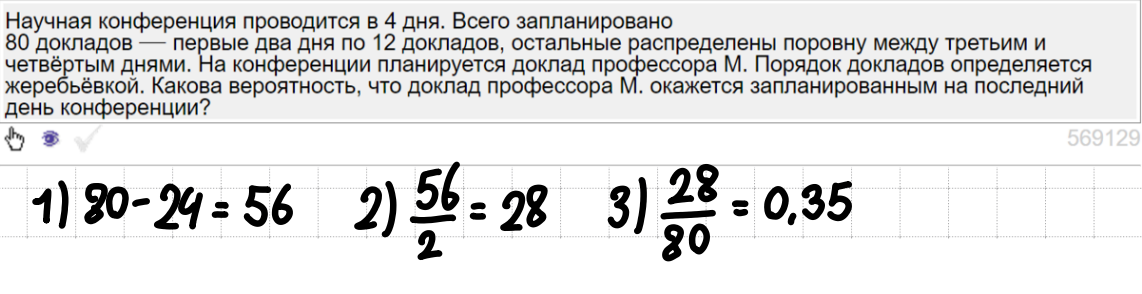 Научная конференция проводится в 4 дня. Всего запланировано
80 докладов — первые два дня по 12 докладов, остальные распределены поровну между третьим и
четвёртым днями. На конференции планируется доклад профессора М. Порядок докладов определяется
жеребьёвкой. Какова вероятность, что доклад профессора М. окажется запланированным на последний
день конференции?
569129
1) 80-24=56 2) 56/2 = 28 3) 28/80 = 0,35